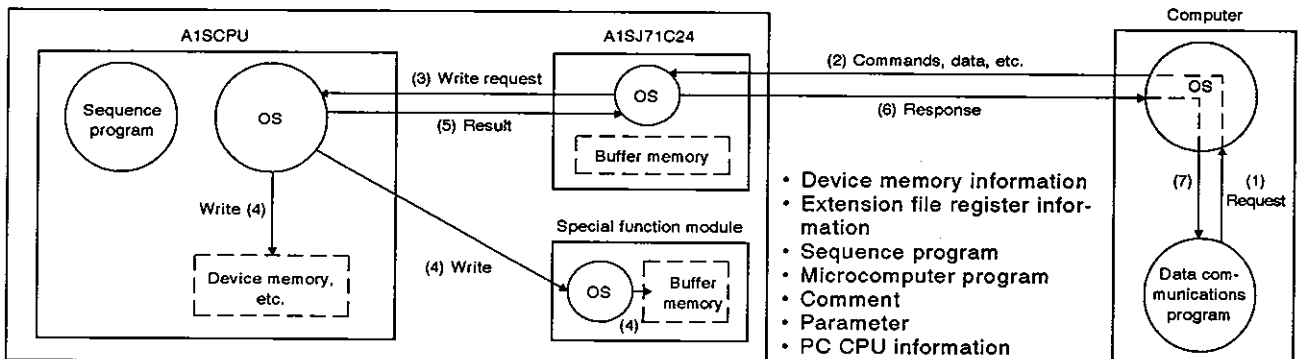 Computer
A1SCPU
A1SJ71C24
(2) Commands, data, etc.
(3) Write request
OS
OS
Sequence
program
OS
(5) Result
(6) Response
Buffer memory
• Device memory information
• Extension file register infor-
mation
• Sequence program
• Microcomputer program
• Comment
• Parameter
• PC CPU information
(7)
(1)
Request
Write (4)
Special function module
(4) Write
Device memory,
etc.
OS
Buffer
memory
(4)
Data com-
munications
program